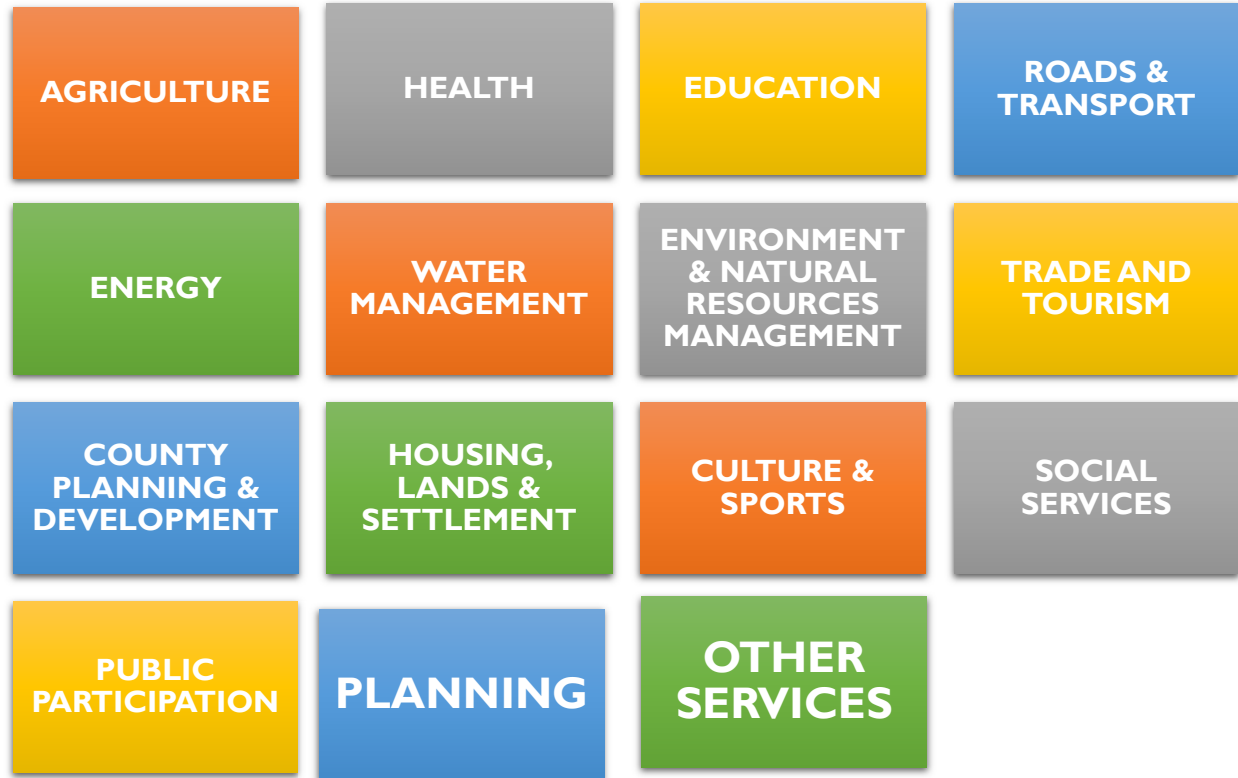 AGRICULTURE
HEALTH
EDUCATION
ROADS &
TRANSPORT
ENERGY
WATER
MANAGEMENT
ENVIRONMENT
& NATURAL
RESOURCES
MANAGEMENT
TRADE AND
TOURISM
COUNTY
PLANNING &
DEVELOPMENT
HOUSING,
LANDS &
SETTLEMENT
CULTURE &
SPORTS
SOCIAL
SERVICES
PUBLIC
PARTICIPATION
PLANNING
OTHER
SERVICES